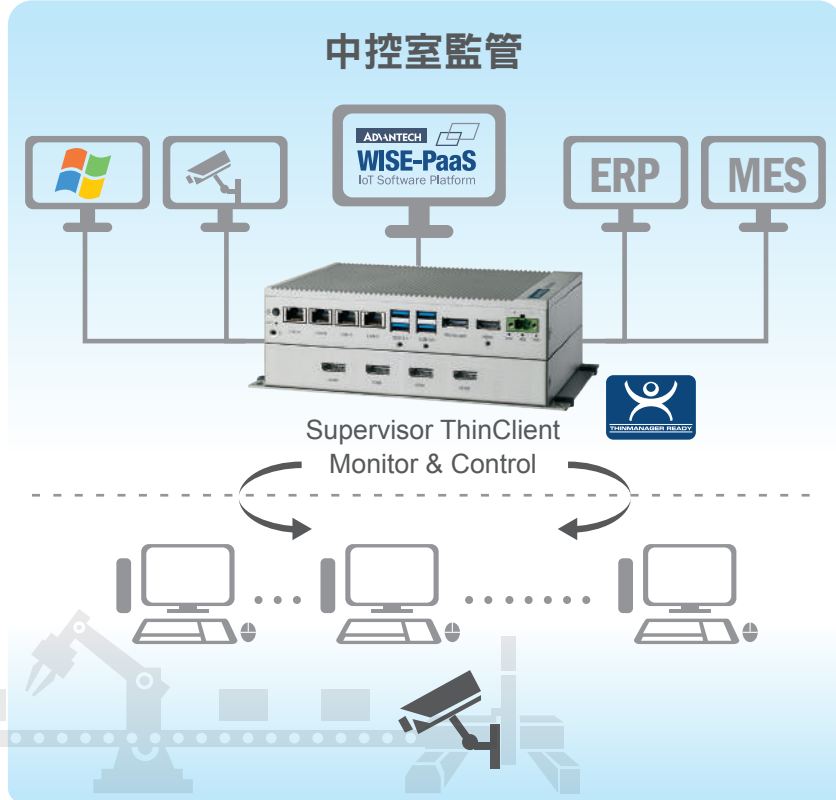 中控室監管
ADVANTECH
WISE-PaaS
IoT Software Platform
ERP
MES
Supervisor ThinClient
Monitor & Control
THINMANAGER READY